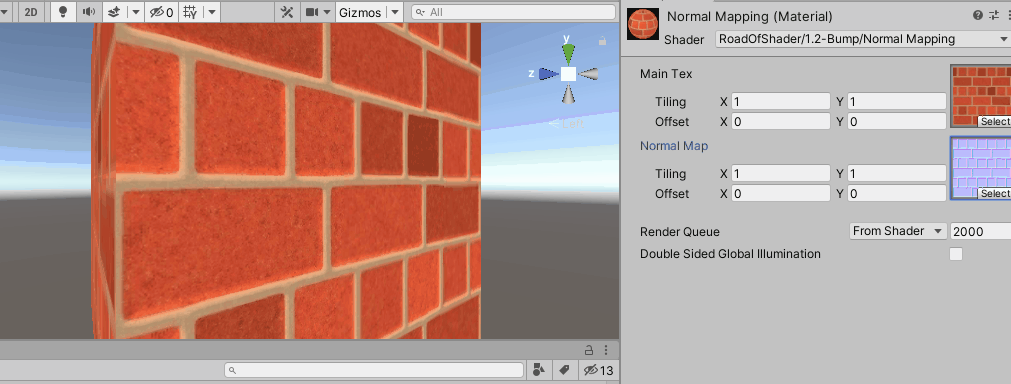 2D
0
Gizmos
All
y
z
13
Normal Mapping (Material)
Shader
RoadOfShader/1.2-Bump/Normal Mapping
Main Tex
Tiling X 1 Y 1
Offset X 0 Y 0
Select
Normal Map
Tiling X 1 Y 1
Offset X 0 Y 0
Select
Render Queue From Shader 2000
Double Sided Global Illumination